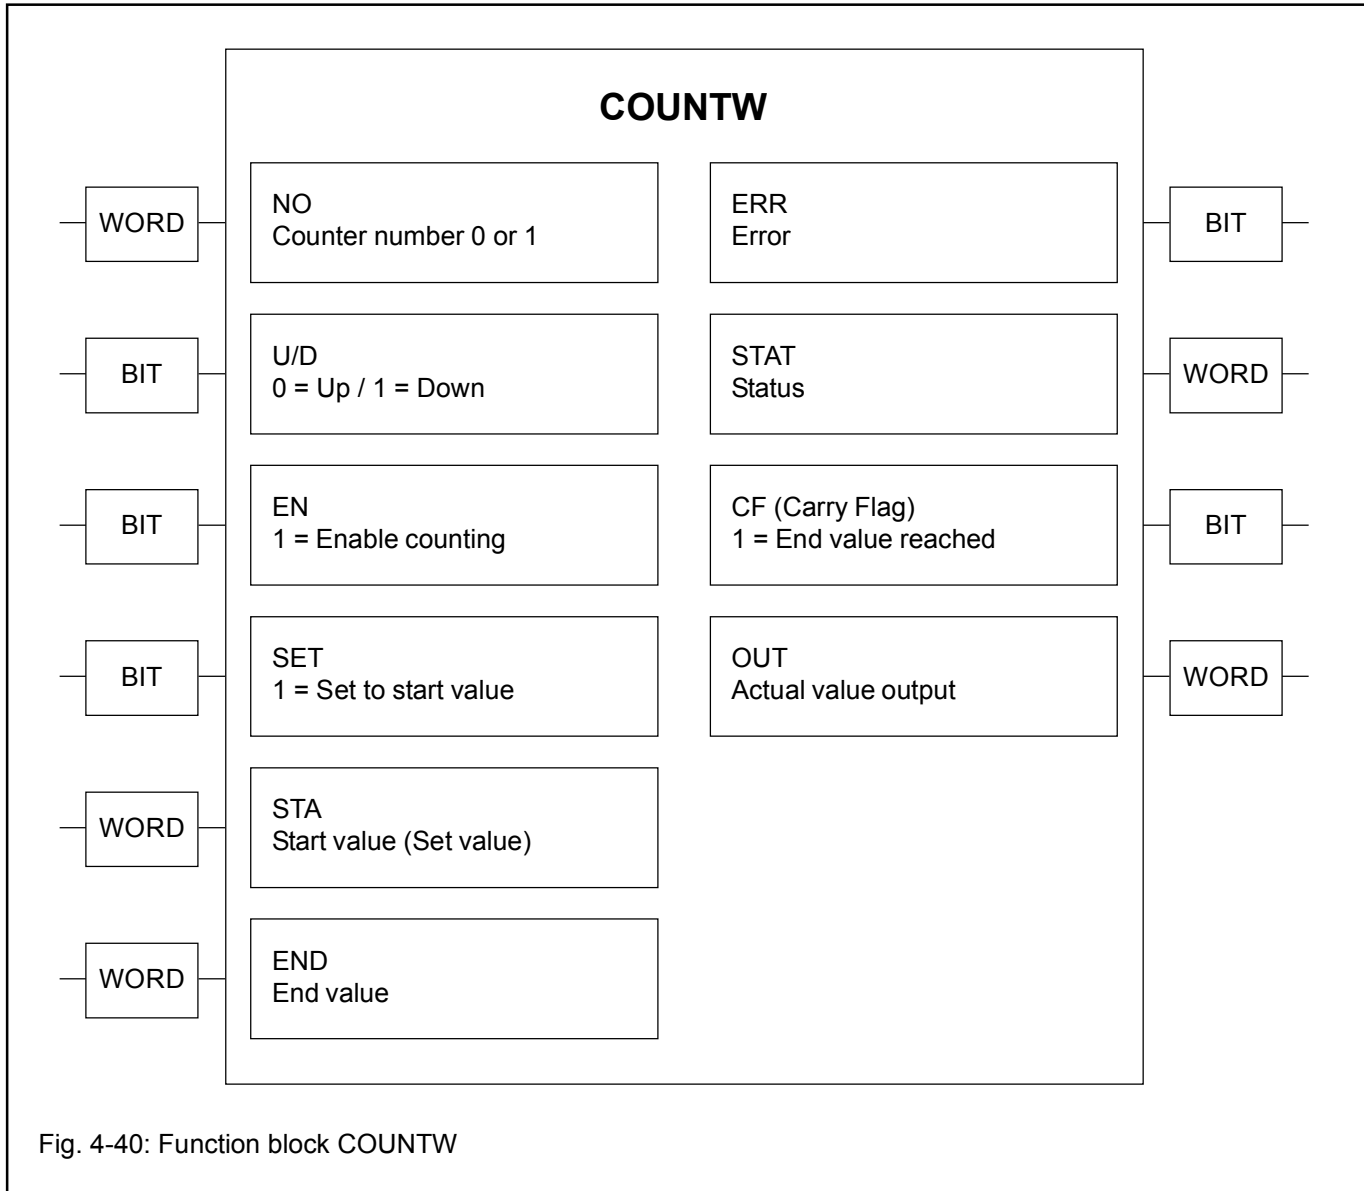 COUNTW
WORD
NO
Counter number 0 or 1
ERR
Error
BIT
BIT
U/D
0 = Up / 1 = Down
STAT
Status
WORD
BIT
EN
1 = Enable counting
CF (Carry Flag)
1 = End value reached
BIT
BIT
SET
1 = Set to start value
OUT
Actual value output
WORD
WORD
STA
Start value (Set value)
WORD
END
End value
Fig. 4-40: Function block COUNTW